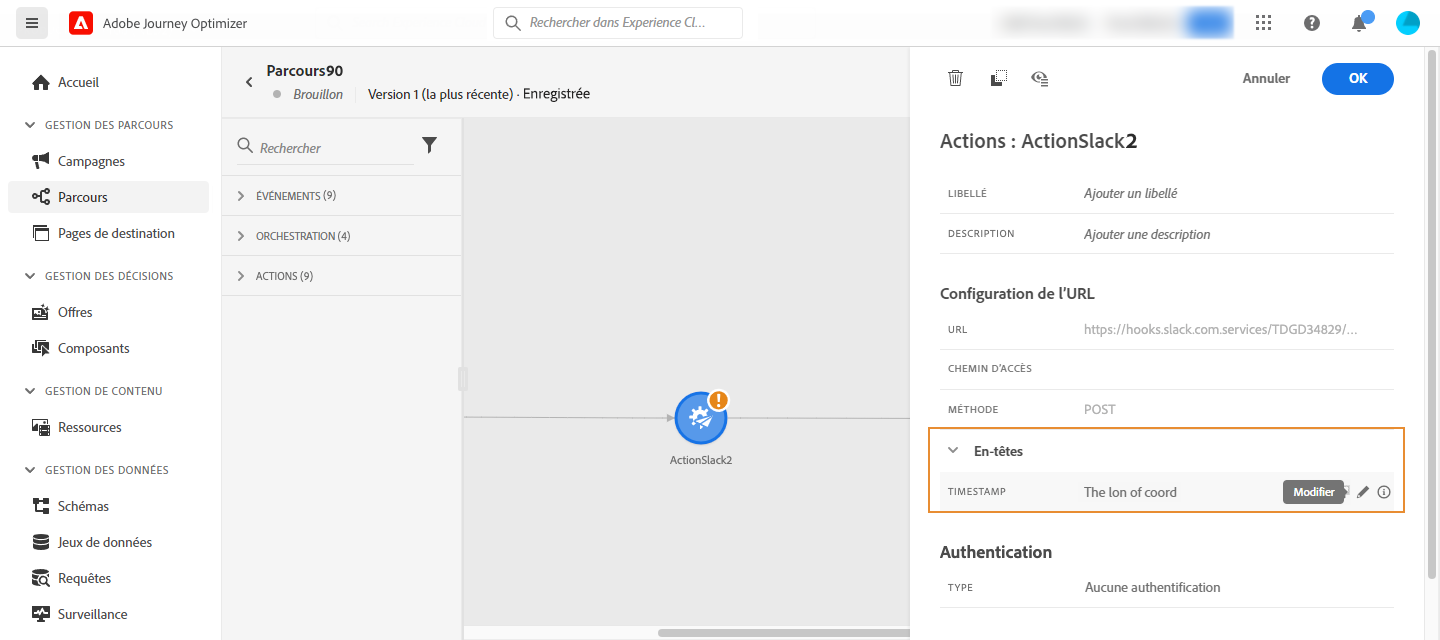 Adobe Journey Optimizer
Rechercher dans Experience Cl...
Accueil
GESTION DES PARCOURS
Campagnes
Parcours
Pages de destination
GESTION DES DÉCISIONS
Offres
Composants
GESTION DE CONTENU
Ressources
GESTION DES DONNÉES
Schémas
Jeux de données
Requêtes
Surveillance
Parcours90
Brouillon
Version 1 (la plus récente) · Enregistrée
Rechercher
ÉVÉNEMENTS (9)
ORCHESTRATION (4)
ACTIONS (9)
ActionSlack2
Annuler
OK
Actions : ActionSlack2
LIBELLÉ Ajouter un libellé
DESCRIPTION Ajouter une description
Configuration de l'URL
URL https://hooks.slack.com.services/TDGD34829/...
CHEMIN D'ACCÈS
MÉTHODE POST
En-têtes
TIMESTAMP The lon of coord Modifier
Authentication
TYPE Aucune authentification